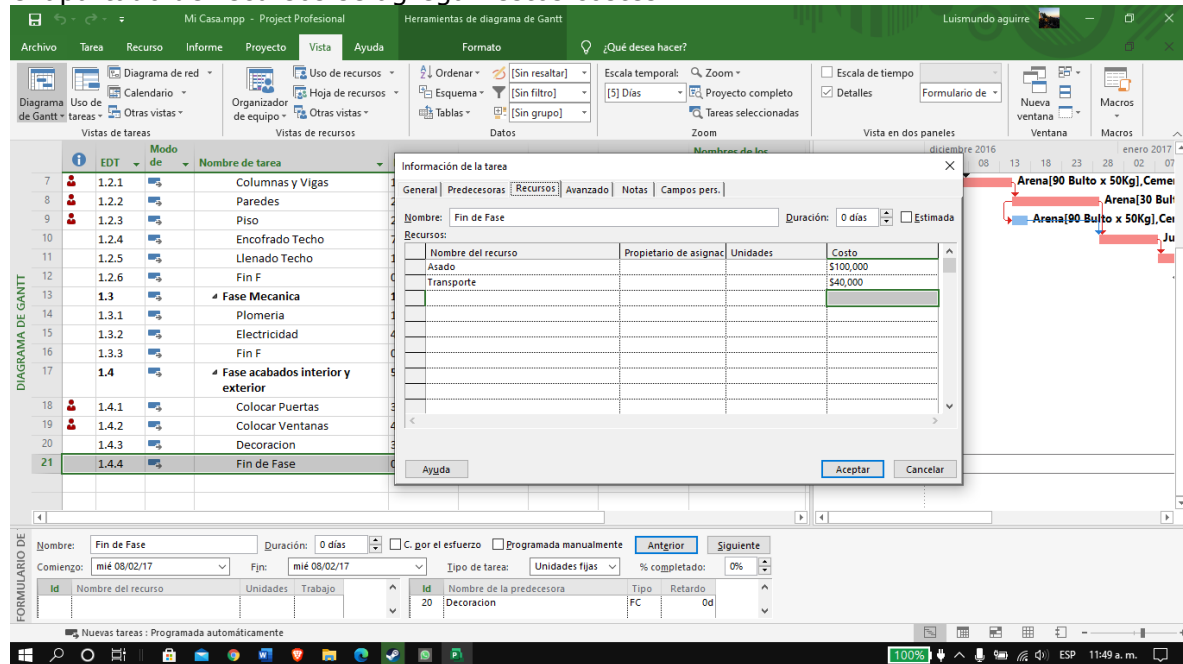 Mi Casa.mpp - Project Profesional
Herramientas de diagrama de Gantt
Luismundo aguirre
Archivo Tarea Recurso Informe Proyecto Vista Ayuda Formato ¿Qué desea hacer?
Diagrama de Gantt
Uso de tareas
Diagrama de red
Calendario
Otras vistas
Vistas de tareas
Organizador de equipo
Uso de recursos
Hoja de recursos
Otras vistas
Vistas de recursos
Ordenar
Esquema
Tablas
[Sin resaltar]
[Sin filtro]
[Sin grupo]
Datos
Escala temporal:
[5] Días
Zoom
Proyecto completo
Tareas seleccionadas
Zoom
Escala de tiempo
Detalles Formulario de
Vista en dos paneles
Nueva ventana
Ventana
Macros
Macros
EDT Modo de Nombre de tarea
diciembre 2016 enero 2017
08 13 18 23 28 02 07
7 1.2.1 Columnas y Vigas
8 1.2.2 Paredes
9 1.2.3 Piso
10 1.2.4 Encofrado Techo
11 1.2.5 Llenado Techo
12 1.2.6 Fin F
13 1.3 Fase Mecanica
14 1.3.1 Plomeria
15 1.3.2 Electricidad
16 1.3.3 Fin F
17 1.4 Fase acabados interior y
exterior
18 1.4.1 Colocar Puertas
19 1.4.2 Colocar Ventanas
20 1.4.3 Decoracion
21 1.4.4 Fin de Fase
Arena[90 Bulto x 50Kg],Cemen
Arena[30 Bult
Arena[90 Bulto x 50Kg],Cer
Ju
DIAGRAMA DE GANTT
Información de la tarea
General Predecesoras Recursos Avanzado Notas Campos pers.
Nombre: Fin de Fase Duración: 0 días Estimada
Recursos:
Nombre del recurso Propietario de asignac Unidades Costo
Asado $100,000
Transporte $40,000
Ayuda Aceptar Cancelar
FORMULARIO DE
Nombre: Fin de Fase Duración: 0 días C. por el esfuerzo Programada manualmente Anterior Siguiente
Comienzo: mié 08/02/17 Fin: mié 08/02/17 Tipo de tarea: Unidades fijas % completado: 0%
Id Nombre del recurso Unidades Trabajo Id Nombre de la predecesora Tipo Retardo
20 Decoracion FC 0d
Nuevas tareas : Programada automáticamente
100% ESP 11:49 a. m.